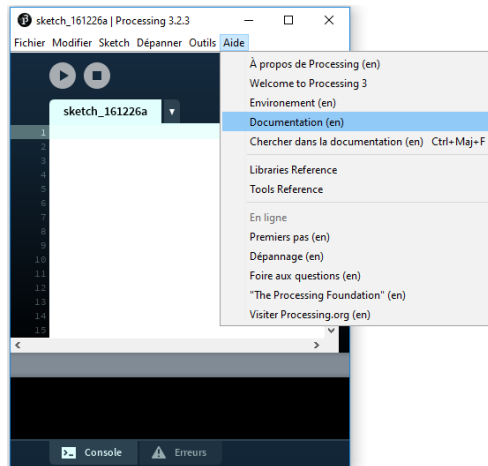 sketch_161226a | Processing 3.2.3
Fichier Modifier Sketch Dépanner Outils Aide
À propos de Processing (en)
Welcome to Processing 3
Environement (en)
Documentation (en)
Chercher dans la documentation (en) Ctrl+Maj+F
Libraries Reference
Tools Reference
En ligne
Premiers pas (en)
Dépannage (en)
Foire aux questions (en)
"The Processing Foundation" (en)
Visiter Processing.org (en)
sketch_161226a
1
2
3
4
5
6
7
8
9
10
11
12
13
14
15
Console Erreurs